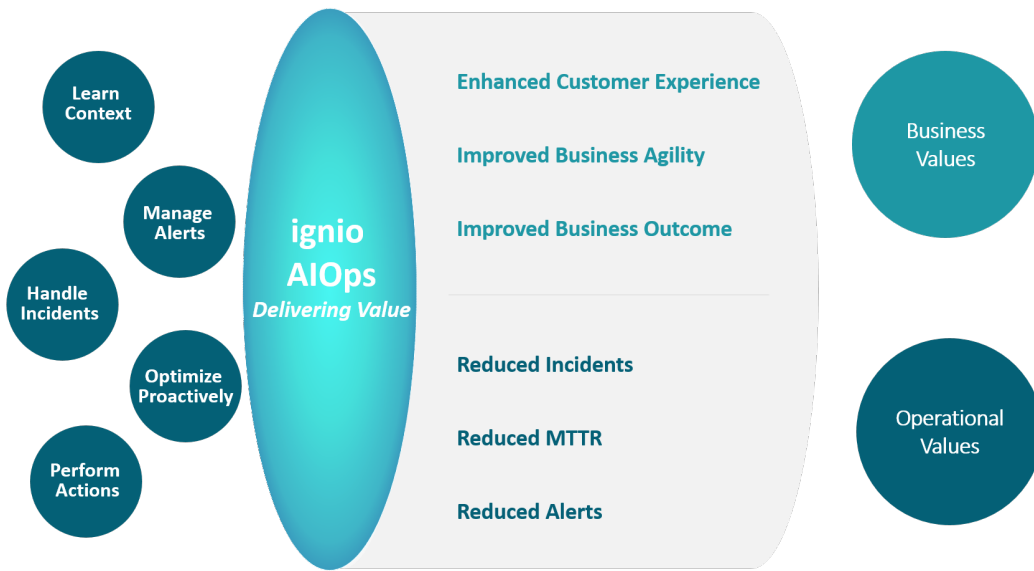 Learn
Context
Manage
Alerts
Handle
Incidents
Optimize
Proactively
Perform
Actions
ignio
AIOps
Delivering Value
Enhanced Customer Experience
Improved Business Agility
Improved Business Outcome
Reduced Incidents
Reduced MTTR
Reduced Alerts
Business
Values
Operational
Values